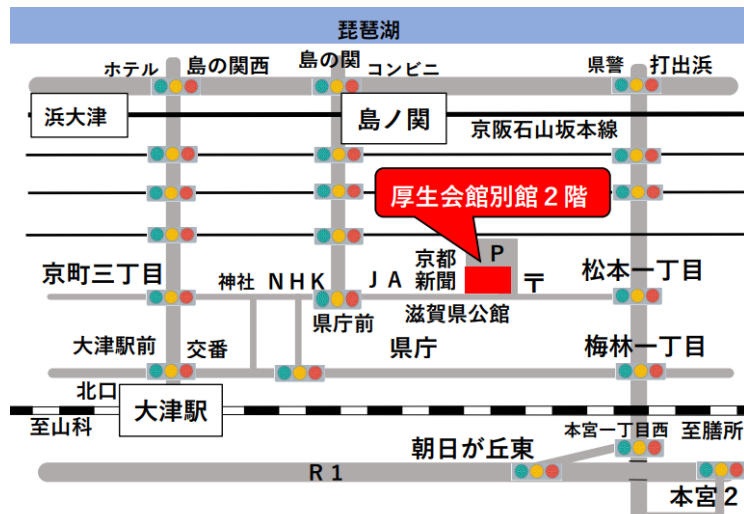 琵琶湖
ホテル
島の関西
島の関
コンビニ
県警
打出浜
浜大津
島ノ関
京阪石山坂本線
厚生会館別館２階
京町三丁目
神社
ＮＨＫ
ＪＡ
京都
新聞
Ｐ
〒
松本一丁目
県庁前
滋賀県公館
大津駅前
交番
県庁
梅林一丁目
北口
大津駅
至山科
本宮一丁目西
至膳所
朝日が丘東
Ｒ１
本宮２